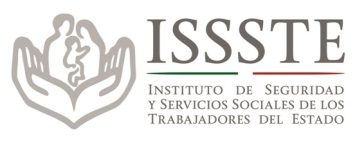 ISSSTE
INSTITUTO DE SEGURIDAD
Y SERVICIOS SOCIALES DE LOS
TRABAJADORES DEL ESTADO